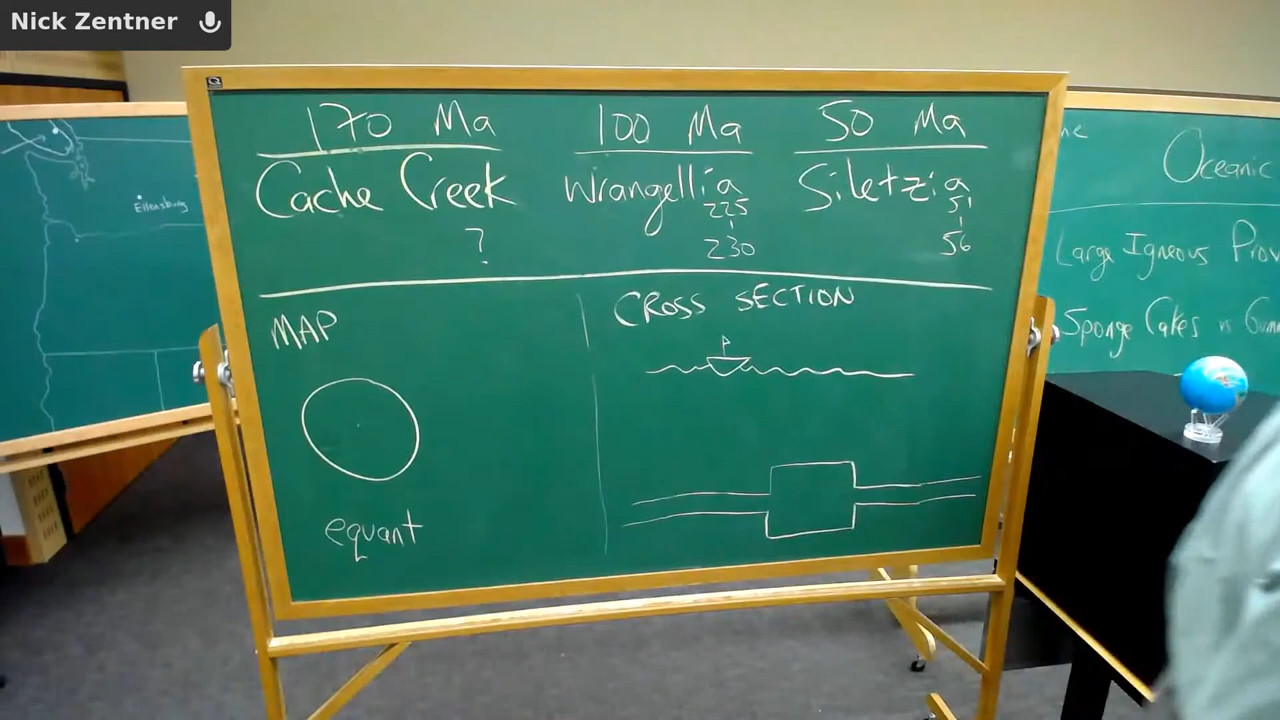 Nick Zentner
170 Ma 100 Ma 50 Ma
Cache Creek Wrangellia Siletzia
? 225 51
230 56
MAP CROSS SECTION
equant
Ellensburg
Oceanic
Large Igneous Prov
Sponge Cakes vs Gum